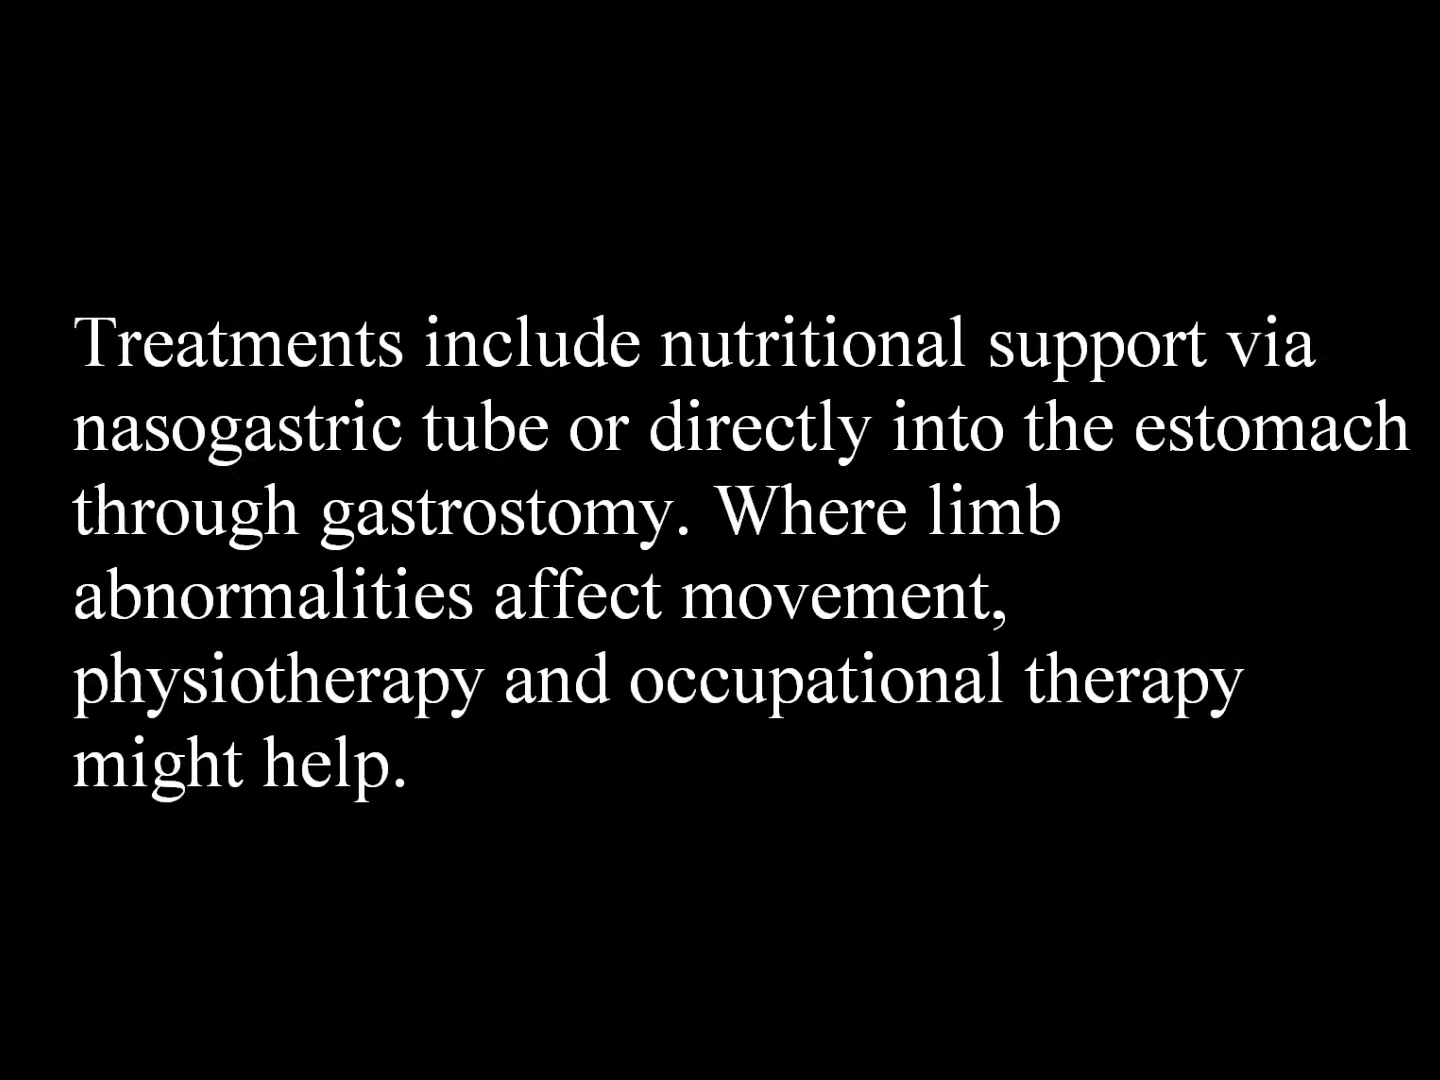 Treatments include nutritional support via
nasogastric tube or directly into the estomach
through gastrostomy. Where limb
abnormalities affect movement,
physiotherapy and occupational therapy
might help.